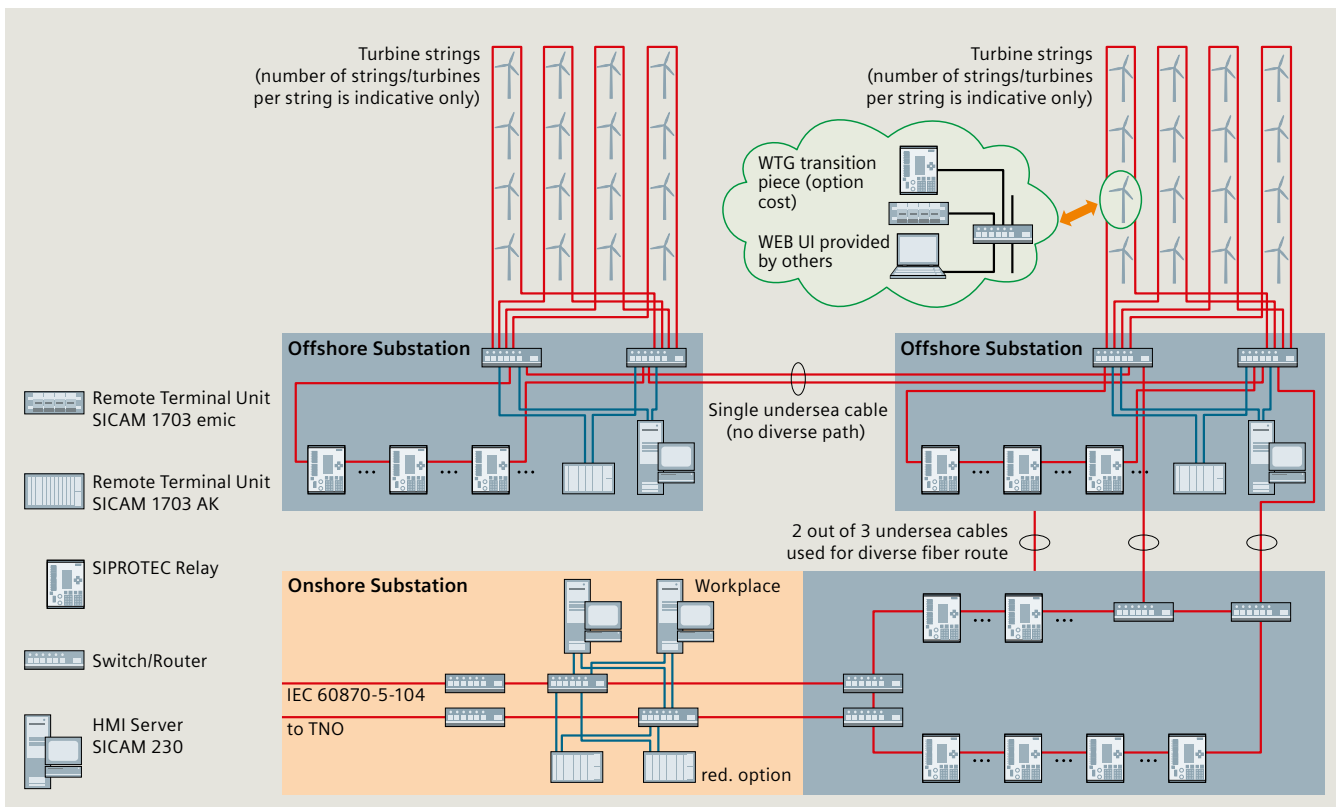 Turbine strings
(number of strings/turbines
per string is indicative only)
Turbine strings
(number of strings/turbines
per string is indicative only)
WTG transition
piece (option
cost)
WEB UI provided
by others
Offshore Substation
Offshore Substation
Single undersea cable
(no diverse path)
Remote Terminal Unit
SICAM 1703 emic
Remote Terminal Unit
SICAM 1703 AK
SIPROTEC Relay
Switch/Router
HMI Server
SICAM 230
... ... ...
... ... ...
2 out of 3 undersea cables
used for diverse fiber route
Onshore Substation
Workplace
... ...
IEC 60870-5-104
to TNO
red. option
... ... ...